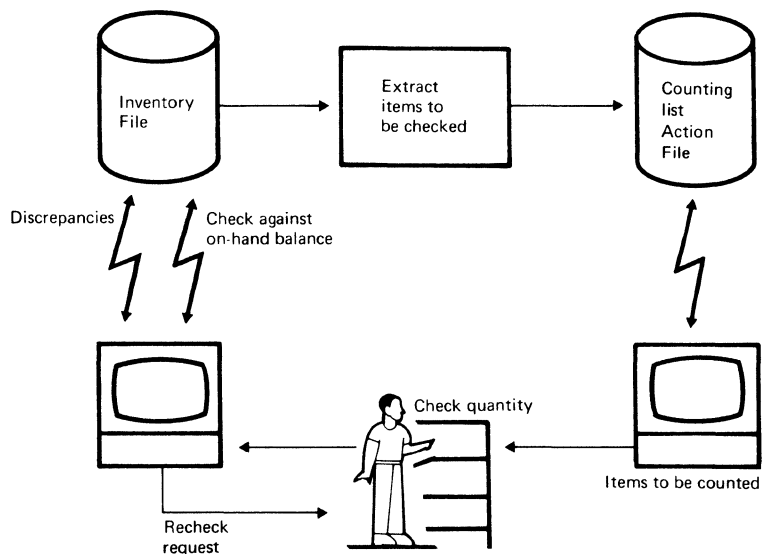 Inventory
File
Extract
items to
be checked
Counting
list
Action
File
Discrepancies
Check against
on-hand balance
Check quantity
Items to be counted
Recheck
request